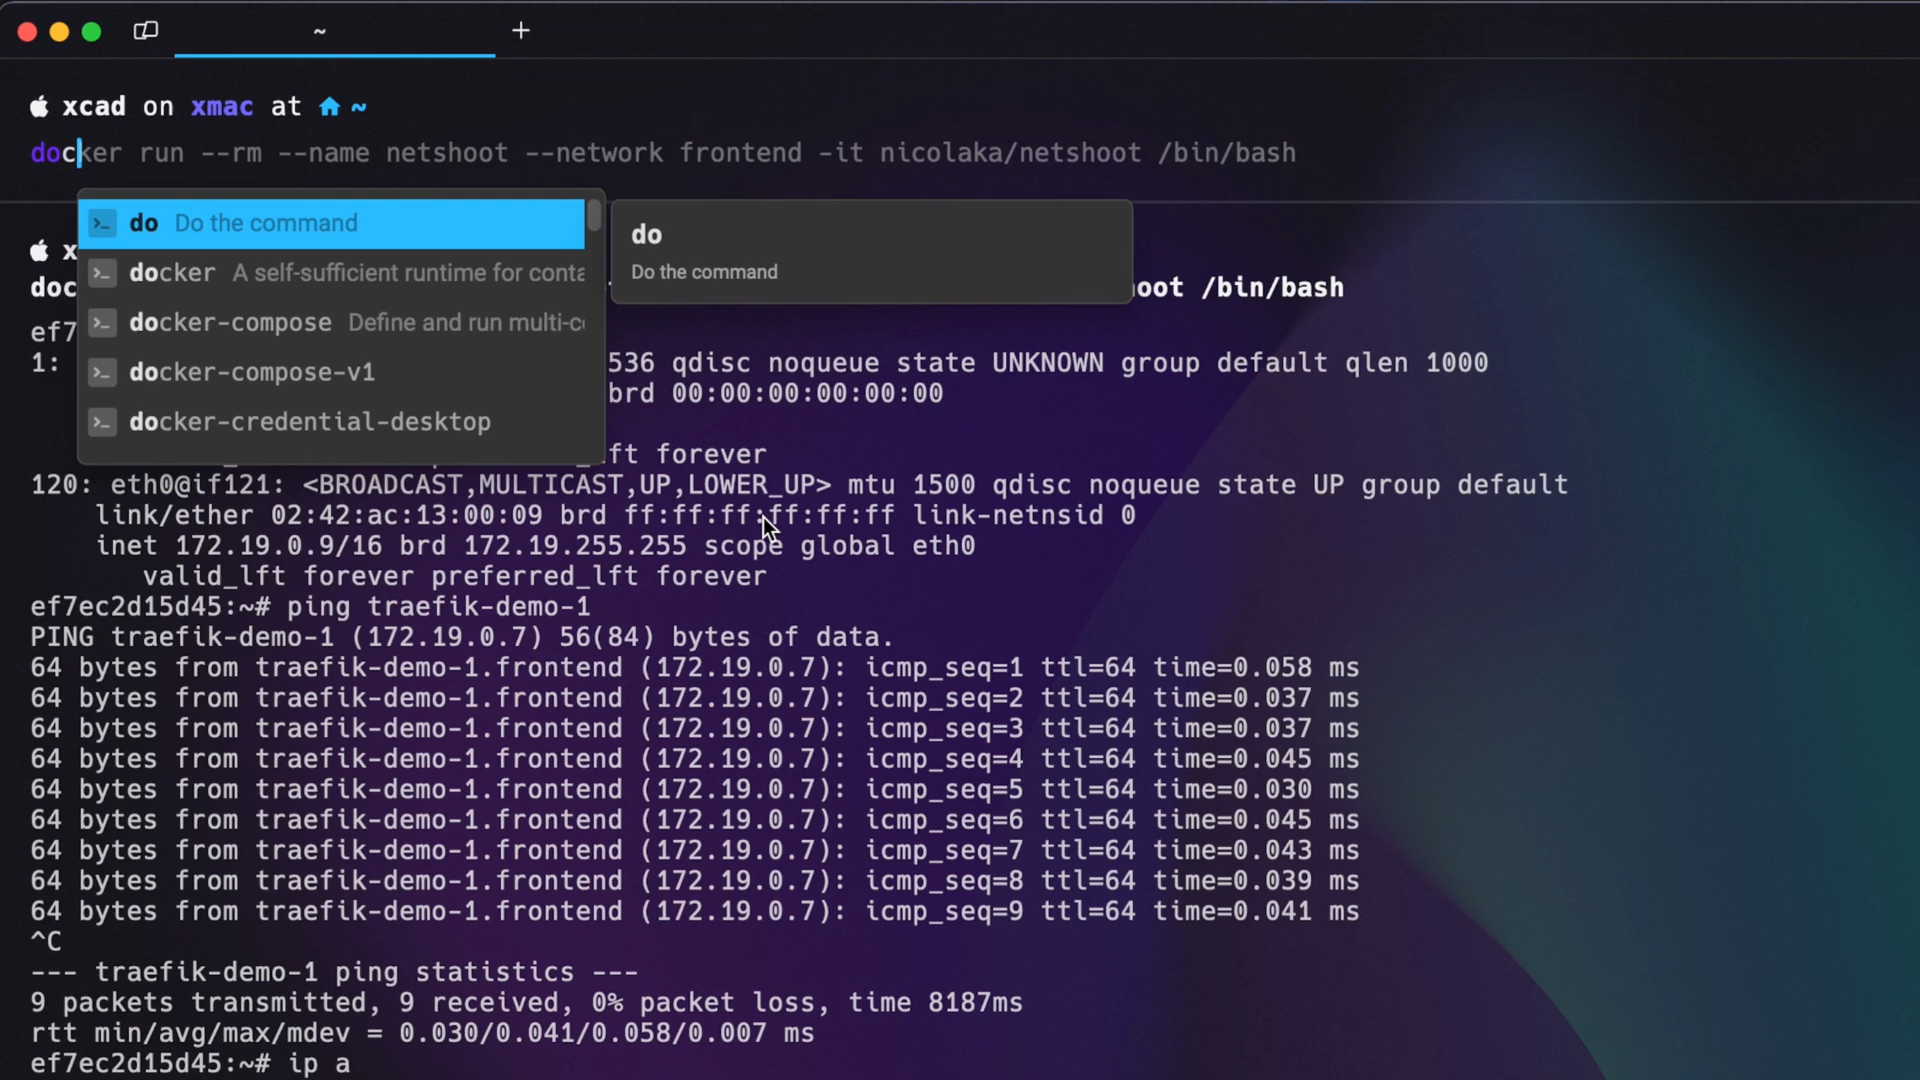 ~ +
xcad on xmac at ~
docker run --rm --name netshoot --network frontend -it nicolaka/netshoot /bin/bash
do Do the command
docker A self-sufficient runtime for conta
docker-compose Define and run multi-c
docker-compose-v1
docker-credential-desktop
do
Do the command
x
doc oot /bin/bash
ef7
1: 536 qdisc noqueue state UNKNOWN group default qlen 1000
brd 00:00:00:00:00:00
ft forever
120: eth0@if121: <BROADCAST,MULTICAST,UP,LOWER_UP> mtu 1500 qdisc noqueue state UP group default
link/ether 02:42:ac:13:00:09 brd ff:ff:ff:ff:ff:ff link-netnsid 0
inet 172.19.0.9/16 brd 172.19.255.255 scope global eth0
valid_lft forever preferred_lft forever
ef7ec2d15d45:~# ping traefik-demo-1
PING traefik-demo-1 (172.19.0.7) 56(84) bytes of data.
64 bytes from traefik-demo-1.frontend (172.19.0.7): icmp_seq=1 ttl=64 time=0.058 ms
64 bytes from traefik-demo-1.frontend (172.19.0.7): icmp_seq=2 ttl=64 time=0.037 ms
64 bytes from traefik-demo-1.frontend (172.19.0.7): icmp_seq=3 ttl=64 time=0.037 ms
64 bytes from traefik-demo-1.frontend (172.19.0.7): icmp_seq=4 ttl=64 time=0.045 ms
64 bytes from traefik-demo-1.frontend (172.19.0.7): icmp_seq=5 ttl=64 time=0.030 ms
64 bytes from traefik-demo-1.frontend (172.19.0.7): icmp_seq=6 ttl=64 time=0.045 ms
64 bytes from traefik-demo-1.frontend (172.19.0.7): icmp_seq=7 ttl=64 time=0.043 ms
64 bytes from traefik-demo-1.frontend (172.19.0.7): icmp_seq=8 ttl=64 time=0.039 ms
64 bytes from traefik-demo-1.frontend (172.19.0.7): icmp_seq=9 ttl=64 time=0.041 ms
^C
--- traefik-demo-1 ping statistics ---
9 packets transmitted, 9 received, 0% packet loss, time 8187ms
rtt min/avg/max/mdev = 0.030/0.041/0.058/0.007 ms
ef7ec2d15d45:~# ip a